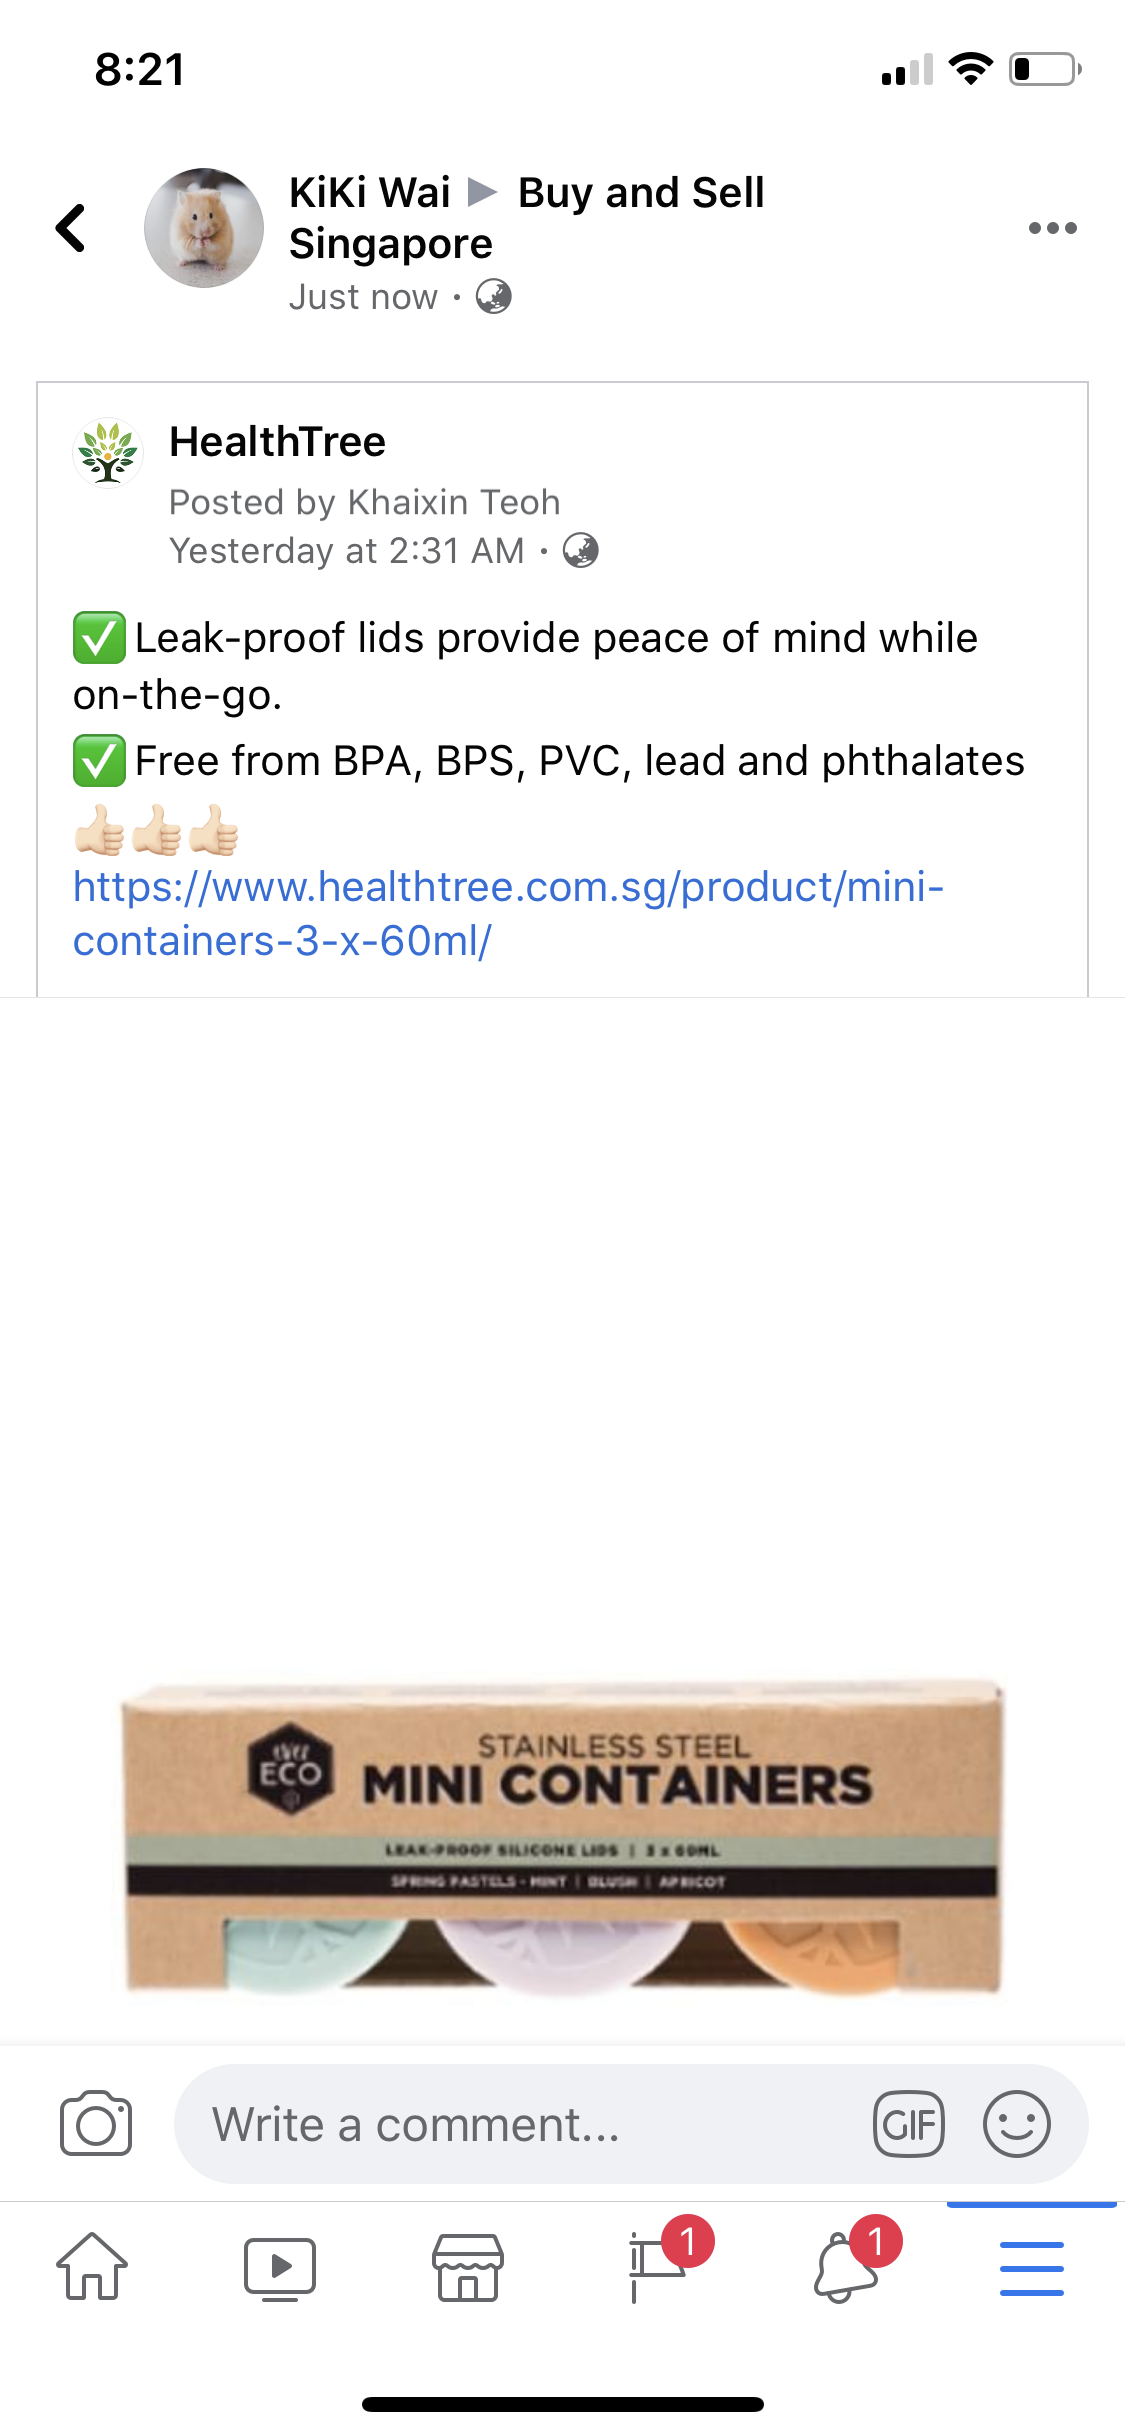 8:21
KiKi Wai ▶ Buy and Sell
Singapore
Just now ·
HealthTree
Posted by Khaixin Teoh
Yesterday at 2:31 AM ·
✅Leak-proof lids provide peace of mind while
on-the-go.
✅Free from BPA, BPS, PVC, lead and phthalates
👍🏻👍🏻👍🏻
https://www.healthtree.com.sg/product/mini-
containers-3-x-60ml/
ever
ECO
STAINLESS STEEL
MINI CONTAINERS
LEAK-PROOF SILICONE LIDS | 3 x 60ML
SPRING PASTELS - MINT | BLUSH | APRICOT
Write a comment...
GIF
1
1